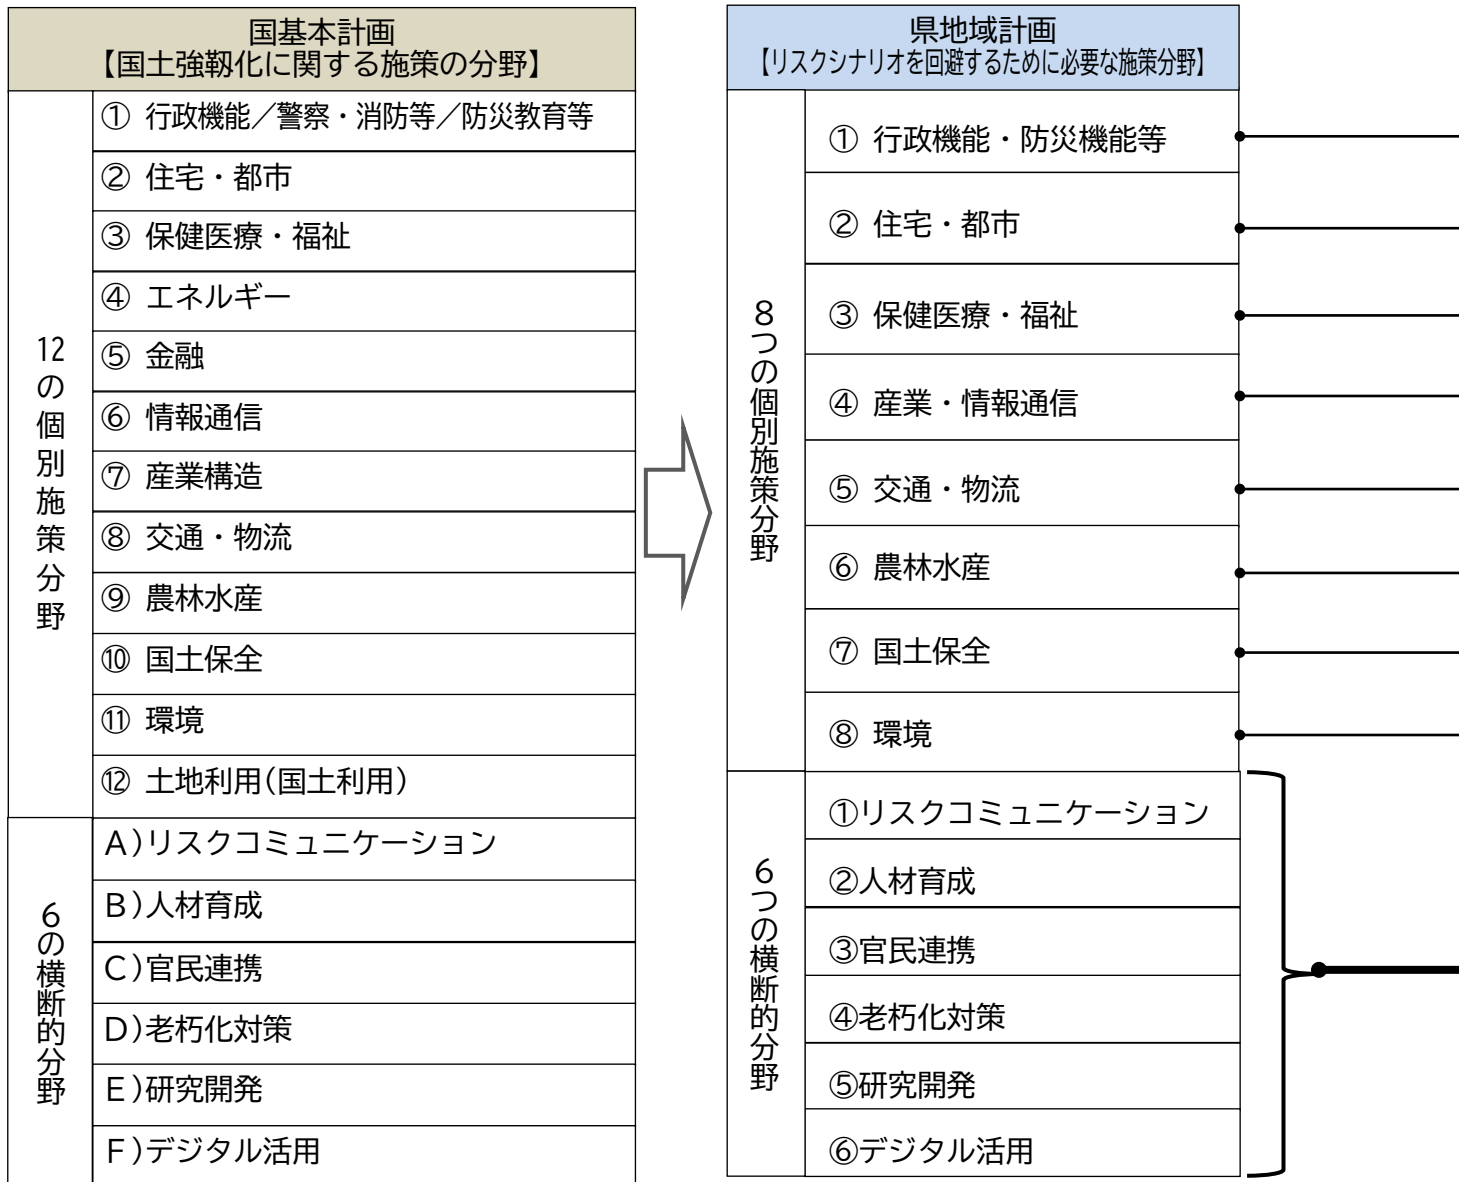 国基本計画
【国土強靱化に関する施策の分野】
12の個別施策分野
① 行政機能／警察・消防等／防災教育等
② 住宅・都市
③ 保健医療・福祉
④ エネルギー
⑤ 金融
⑥ 情報通信
⑦ 産業構造
⑧ 交通・物流
⑨ 農林水産
⑩ 国土保全
⑪ 環境
⑫ 土地利用(国土利用)
6の横断的分野
A)リスクコミュニケーション
B)人材育成
C)官民連携
D)老朽化対策
E)研究開発
F)デジタル活用
県地域計画
【リスクシナリオを回避するために必要な施策分野】
8つの個別施策分野
① 行政機能・防災機能等
② 住宅・都市
③ 保健医療・福祉
④ 産業・情報通信
⑤ 交通・物流
⑥ 農林水産
⑦ 国土保全
⑧ 環境
6つの横断的分野
①リスクコミュニケーション
②人材育成
③官民連携
④老朽化対策
⑤研究開発
⑥デジタル活用